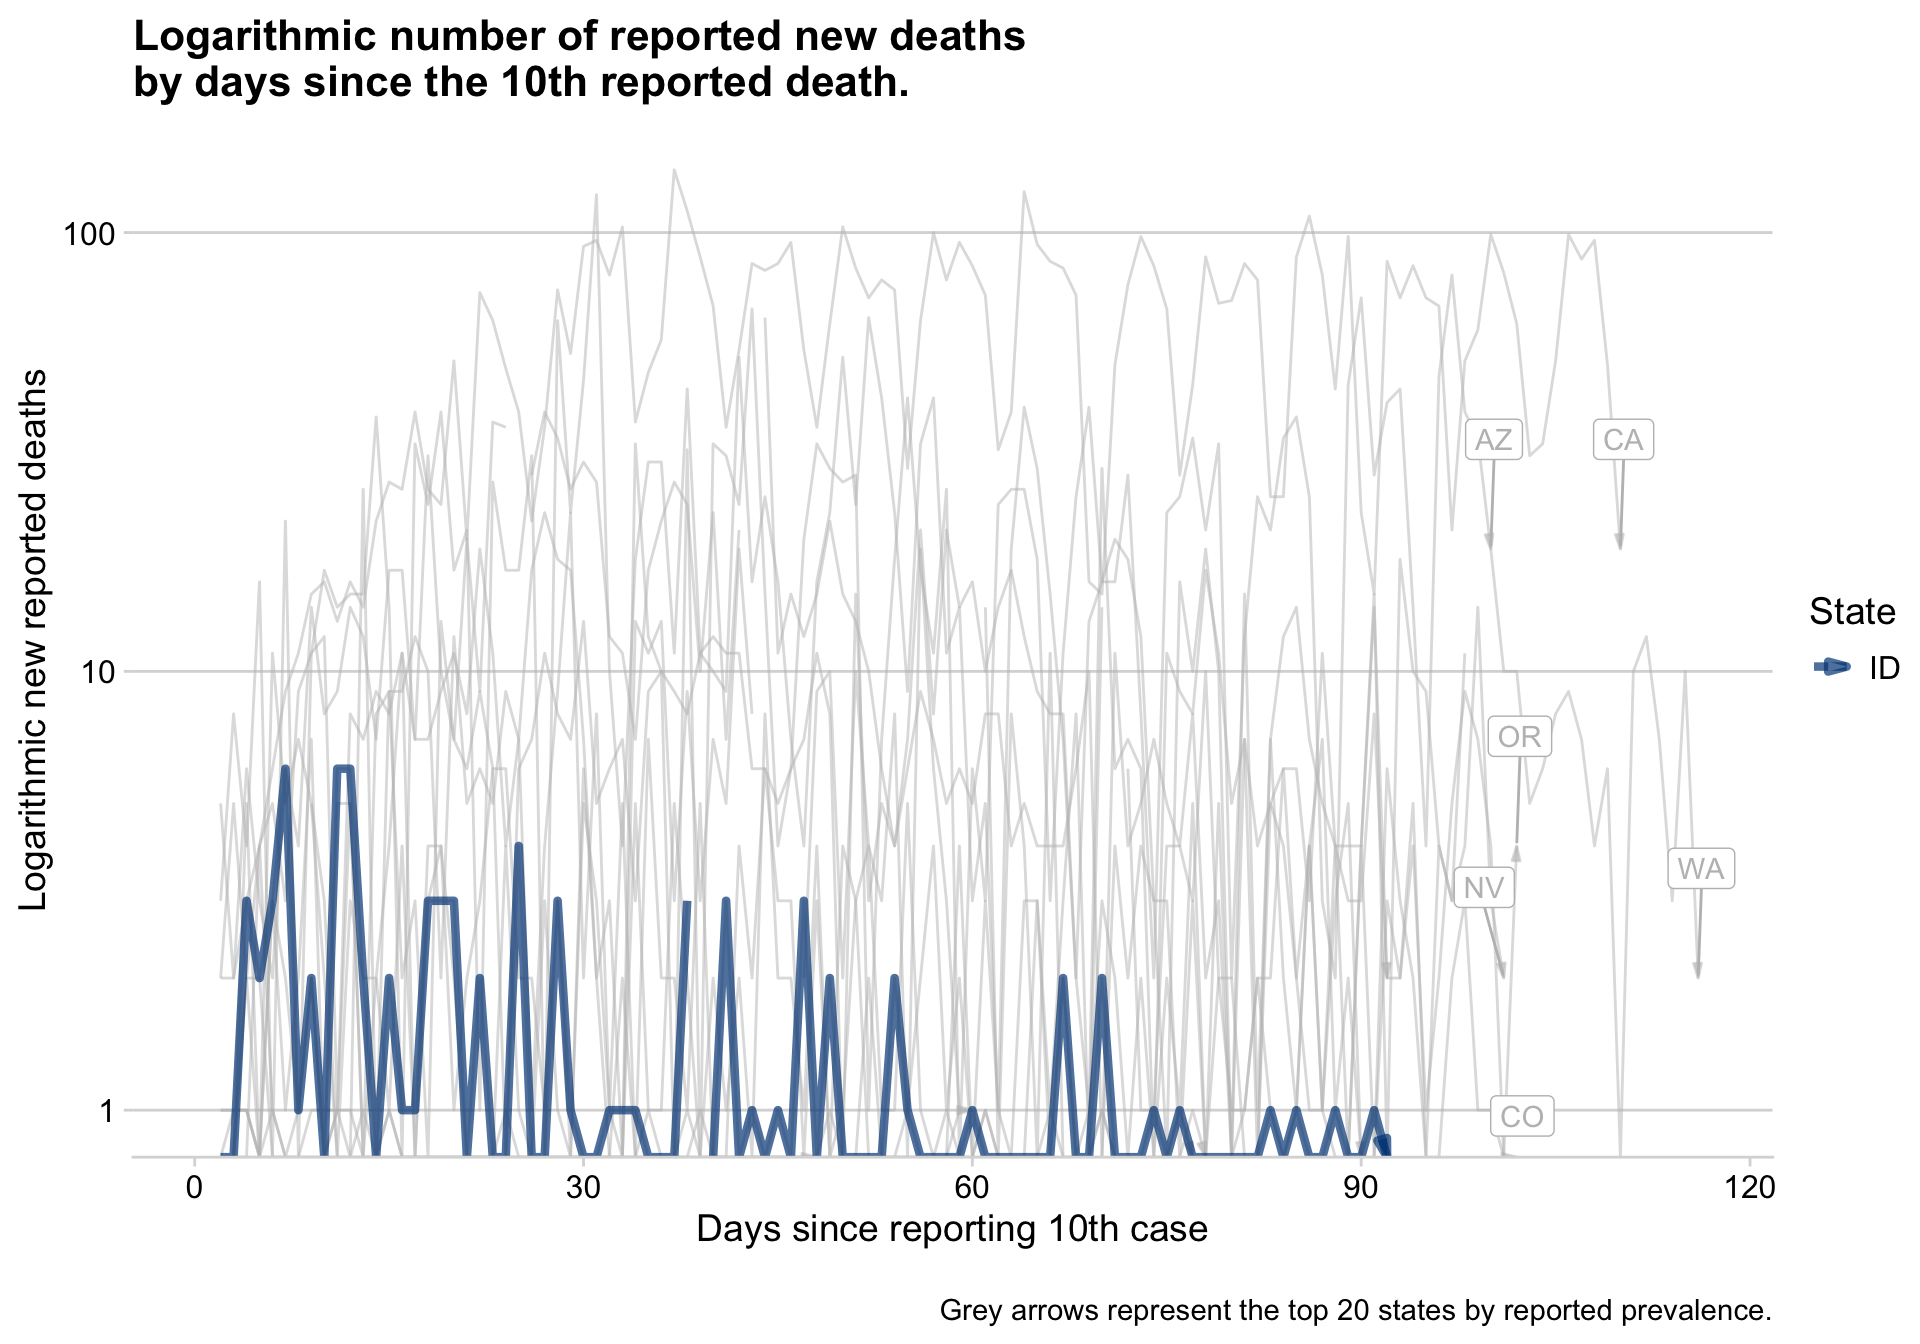 Logarithmic number of reported new deaths
by days since the 10th reported death.
Logarithmic new reported deaths
100
10
1
AZ
CA
OR
NV
WA
CO
State
ID
0
30
60
90
120
Days since reporting 10th case
Grey arrows represent the top 20 states by reported prevalence.